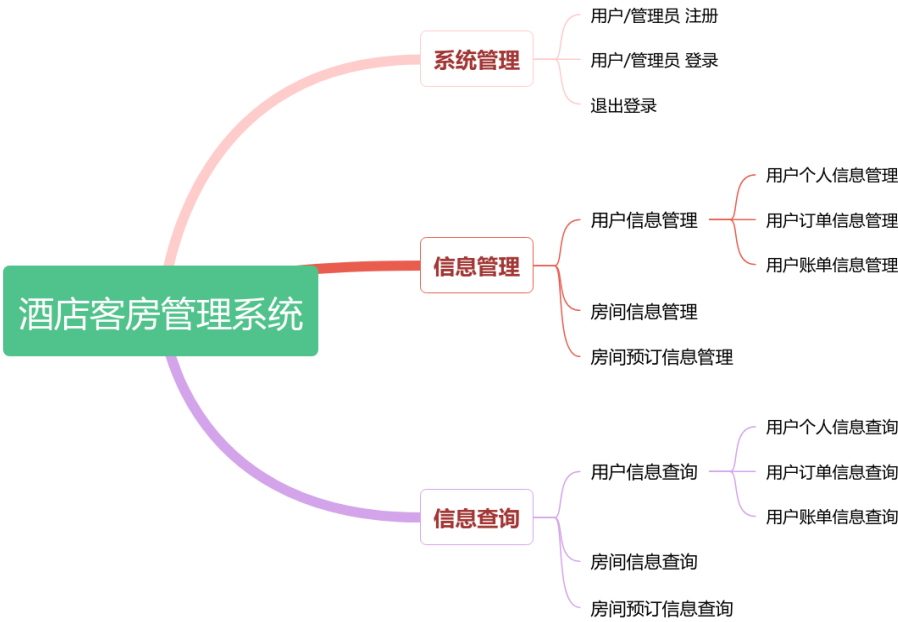 酒店客房管理系统
系统管理
用户/管理员 注册
用户/管理员 登录
退出登录
信息管理
用户信息管理
用户个人信息管理
用户订单信息管理
用户账单信息管理
房间信息管理
房间预订信息管理
信息查询
用户信息查询
用户个人信息查询
用户订单信息查询
用户账单信息查询
房间信息查询
房间预订信息查询